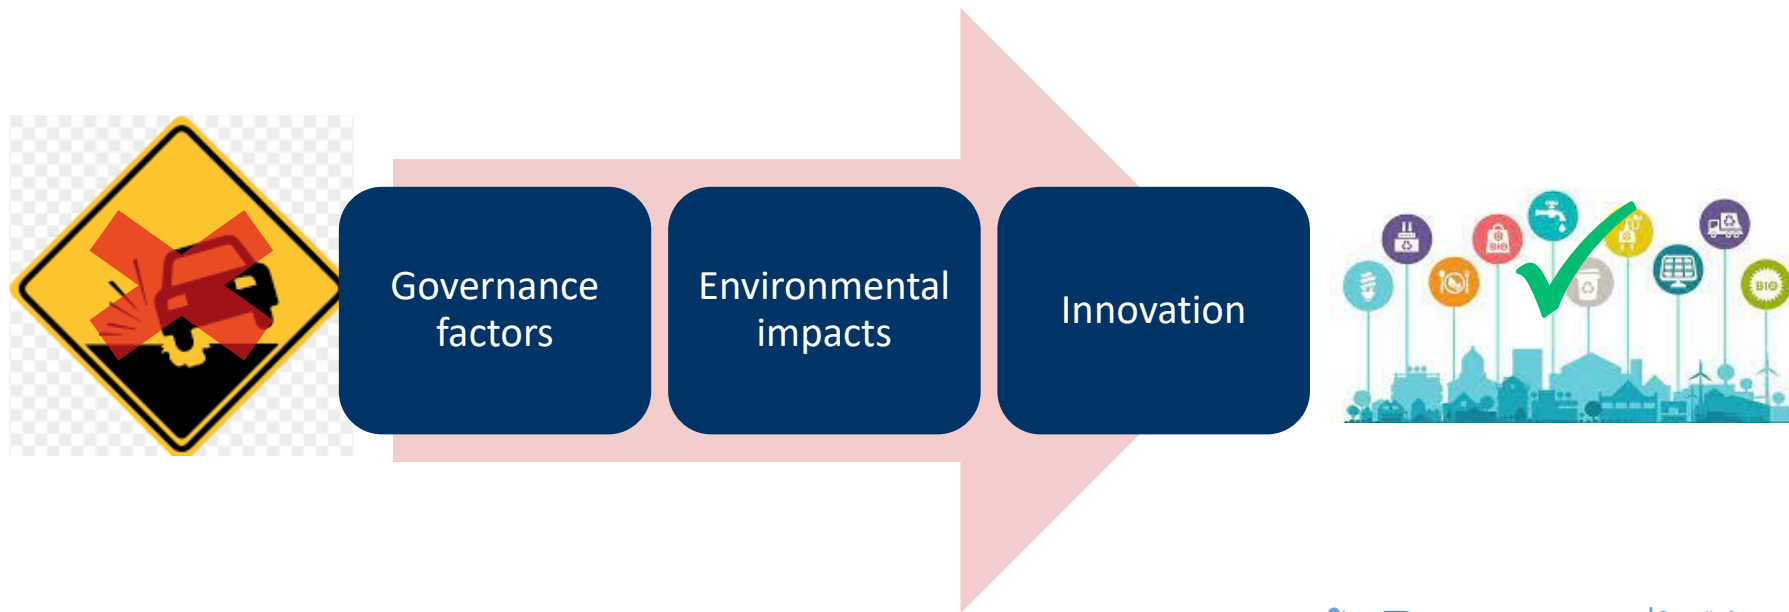 Governance
factors
Environmental
impacts
Innovation
BIO
BIO